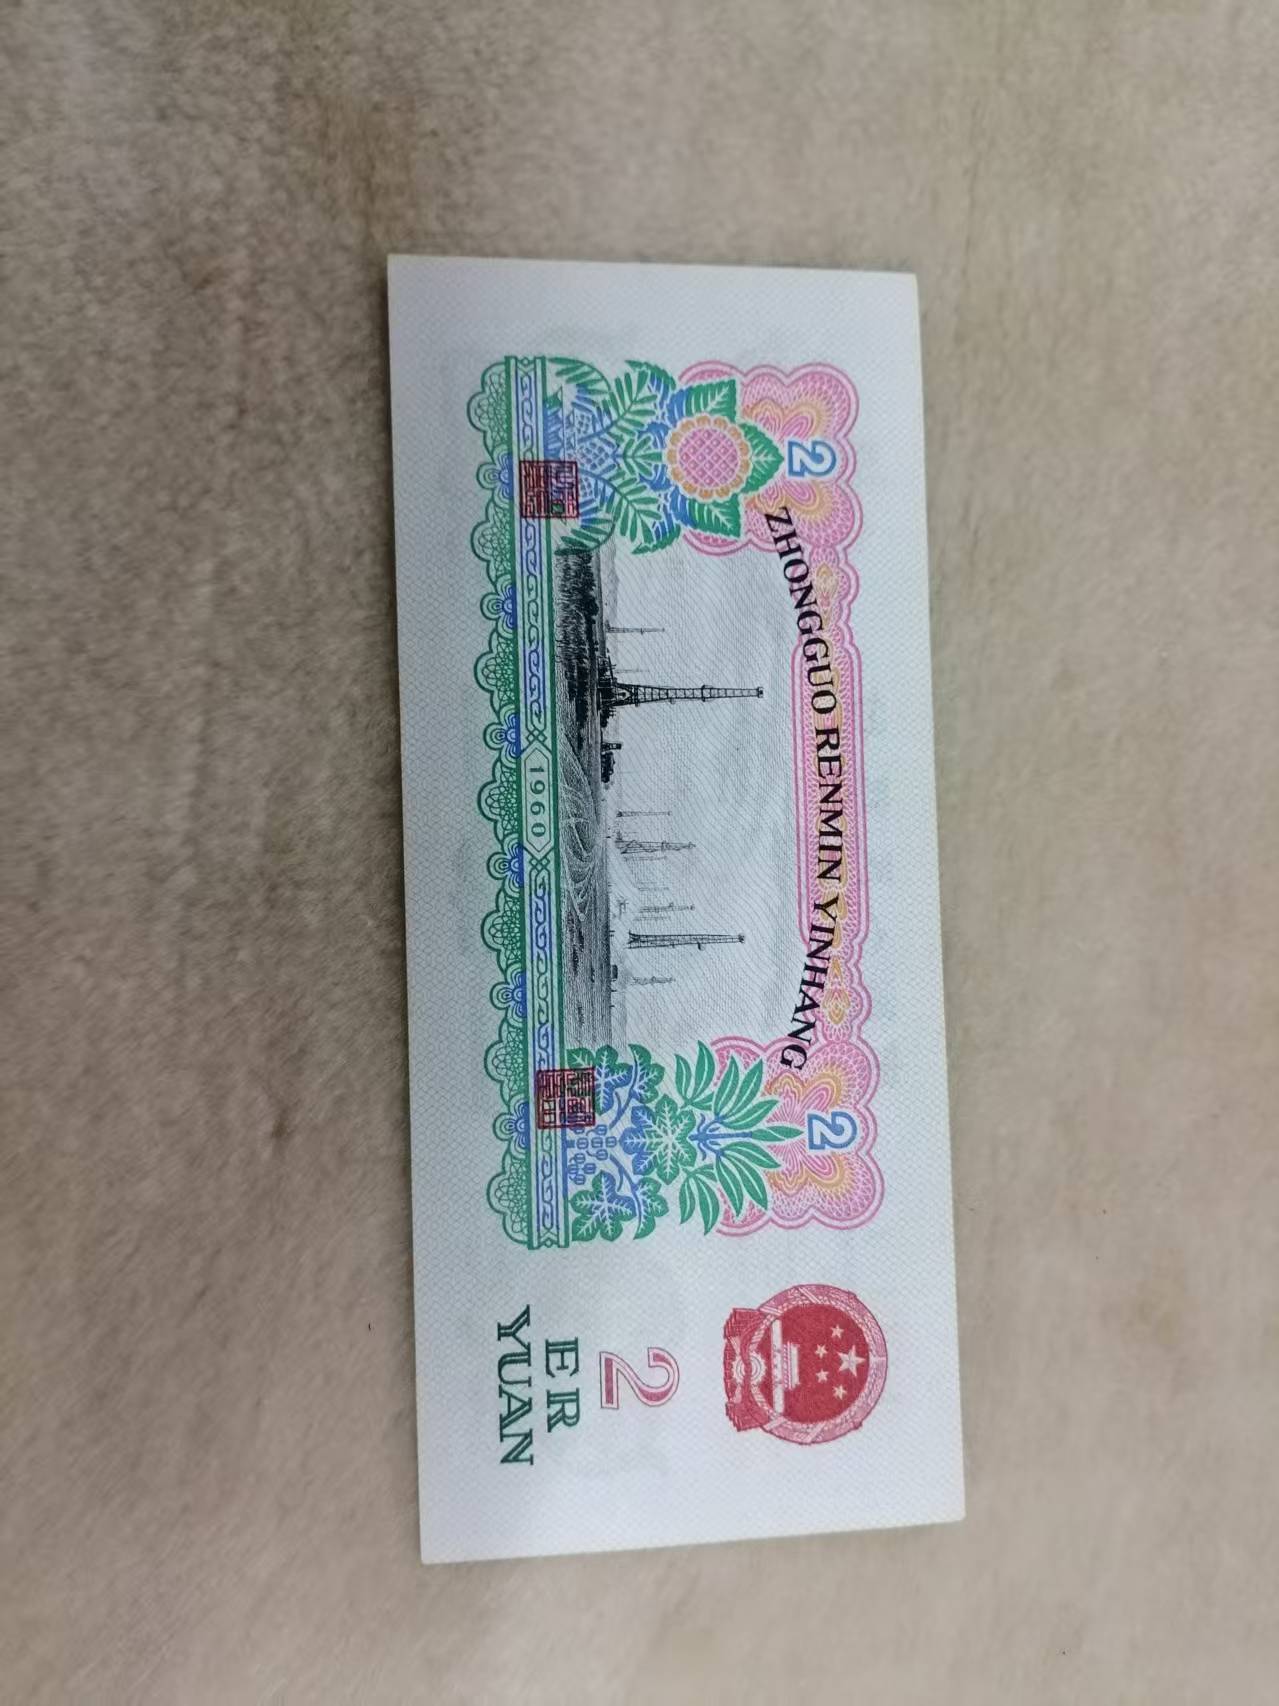 2
ZHONGGUO RENMIN YINHANG
2
1960
2
ER
YUAN